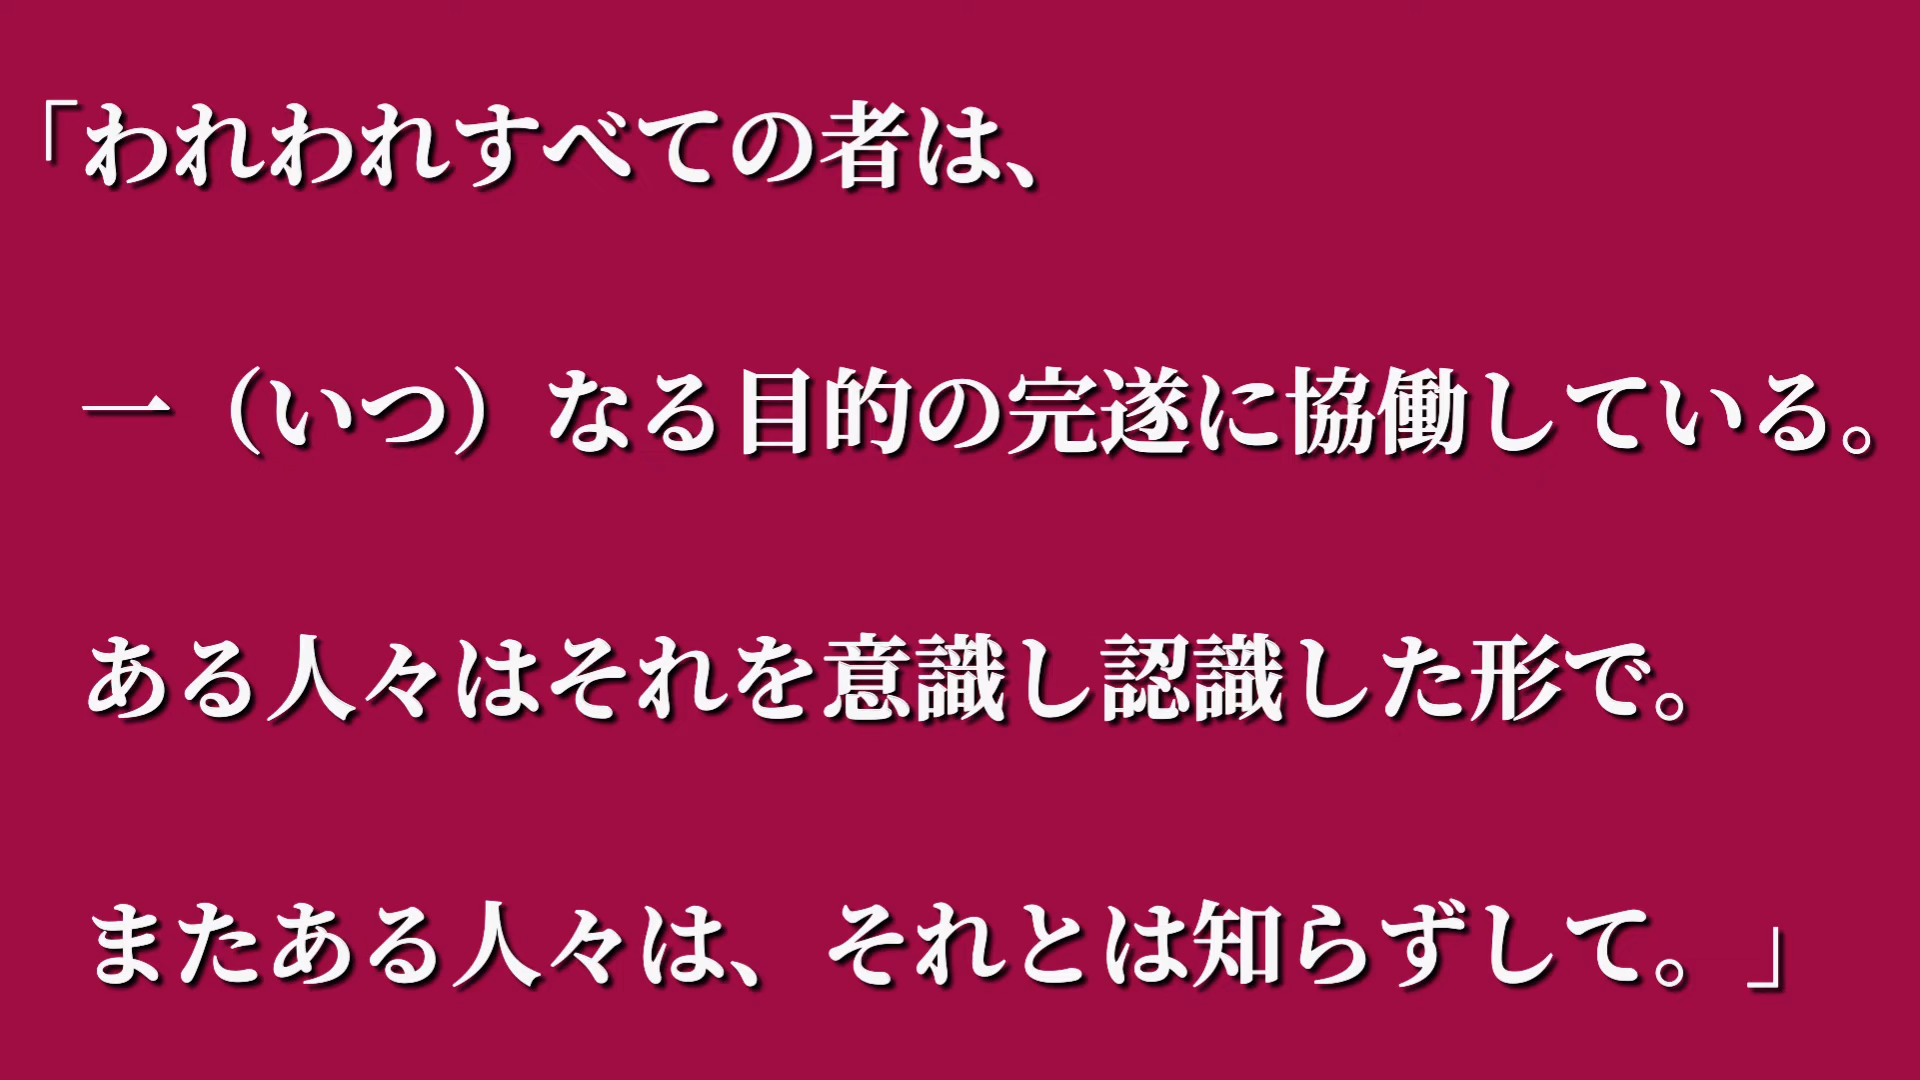 「われわれすべての者は、
一（いつ）なる目的の完遂に協働している。
ある人々はそれを意識し認識した形で。
またある人々は、それとは知らずして。」